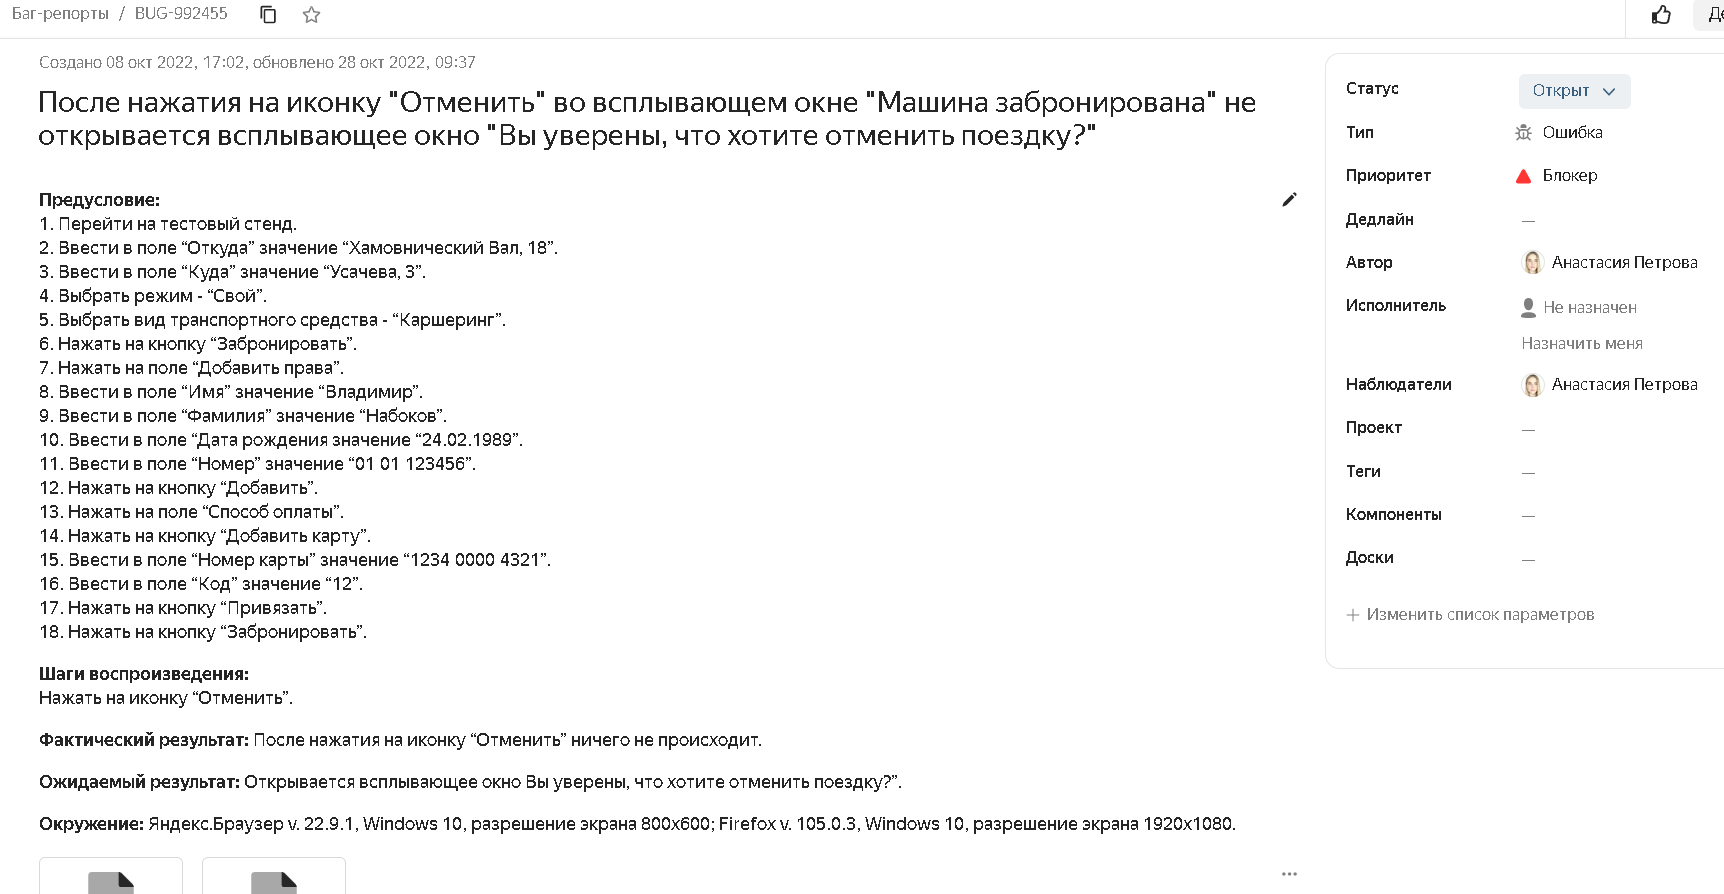 Баг-репорты / BUG-992455
Создано 08 окт 2022, 17:02, обновлено 28 окт 2022, 09:37
После нажатия на иконку "Отменить" во всплывающем окне "Машина забронирована" не
открывается всплывающее окно "Вы уверены, что хотите отменить поездку?"
Предусловие:
1. Перейти на тестовый стенд.
2. Ввести в поле “Откуда” значение “Хамовнический Вал, 18”.
3. Ввести в поле “Куда” значение “Усачева, 3”.
4. Выбрать режим - “Свой”.
5. Выбрать вид транспортного средства - “Каршеринг”.
6. Нажать на кнопку “Забронировать”.
7. Нажать на поле “Добавить права”.
8. Ввести в поле “Имя” значение “Владимир”.
9. Ввести в поле “Фамилия” значение “Набоков”.
10. Ввести в поле “Дата рождения значение “24.02.1989”.
11. Ввести в поле “Номер” значение “01 01 123456”.
12. Нажать на кнопку “Добавить”.
13. Нажать на поле “Способ оплаты”.
14. Нажать на кнопку “Добавить карту”.
15. Ввести в поле “Номер карты” значение “1234 0000 4321”.
16. Ввести в поле “Код” значение “12”.
17. Нажать на кнопку “Привязать”.
18. Нажать на кнопку “Забронировать”.
Шаги воспроизведения:
Нажать на иконку “Отменить”.
Фактический результат: После нажатия на иконку “Отменить” ничего не происходит.
Ожидаемый результат: Открывается всплывающее окно Вы уверены, что хотите отменить поездку?”.
Окружение: Яндекс.Браузер v. 22.9.1, Windows 10, разрешение экрана 800x600; Firefox v. 105.0.3, Windows 10, разрешение экрана 1920x1080.
Статус Открыт
Тип Ошибка
Приоритет Блокер
Дедлайн —
Автор Анастасия Петрова
Исполнитель Не назначен
Назначить меня
Наблюдатели Анастасия Петрова
Проект —
Теги —
Компоненты —
Доски —
+ Изменить список параметров